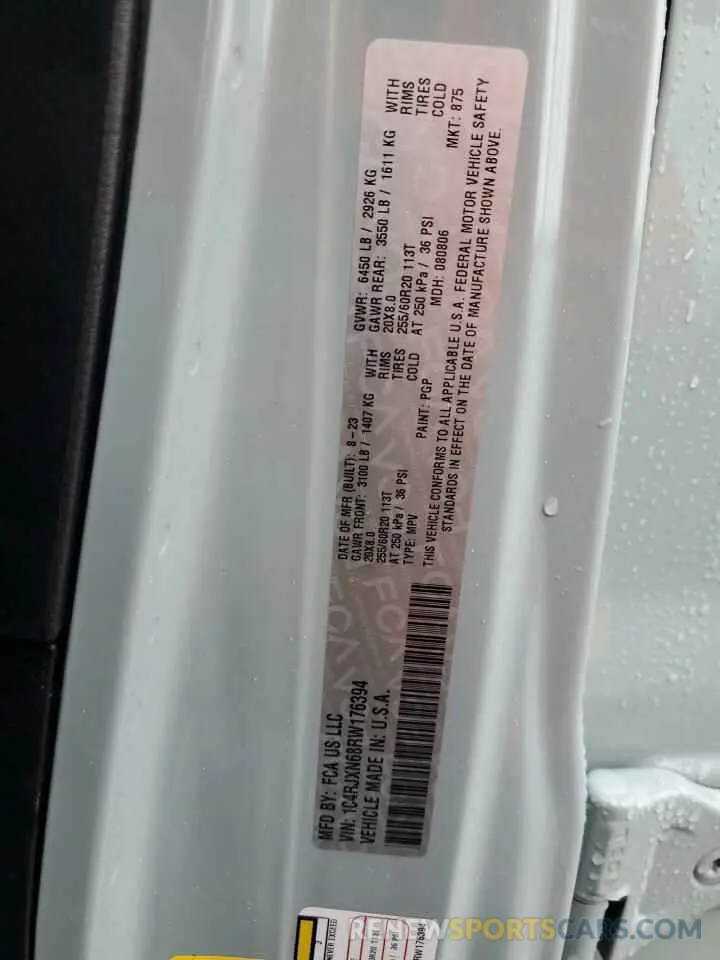 MFD BY: FCA US LLC
VIN: 1C4RJXN68RW176394
VEHICLE MADE IN: U.S.A.
DATE OF MFR (BUILT): 8-23
GAWR FRONT: 3100 LB / 1407 KG WITH
20X8.0 RIMS
255/60R20 113T TIRES
AT 250 kPa / 36 PSI COLD
TYPE: MPV PAINT: PGP
GVWR: 6450 LB / 2926 KG
GAWR REAR: 3550 LB / 1611 KG WITH
20X8.0 RIMS
255/60R20 113T TIRES
AT 250 kPa / 36 PSI COLD
MDH: 080806 MKT: 875
THIS VEHICLE CONFORMS TO ALL APPLICABLE U.S.A. FEDERAL MOTOR VEHICLE SAFETY
STANDARDS IN EFFECT ON THE DATE OF MANUFACTURE SHOWN ABOVE.
NEVER EXCEED
RW176394
RENEWSPORTSCARS.COM